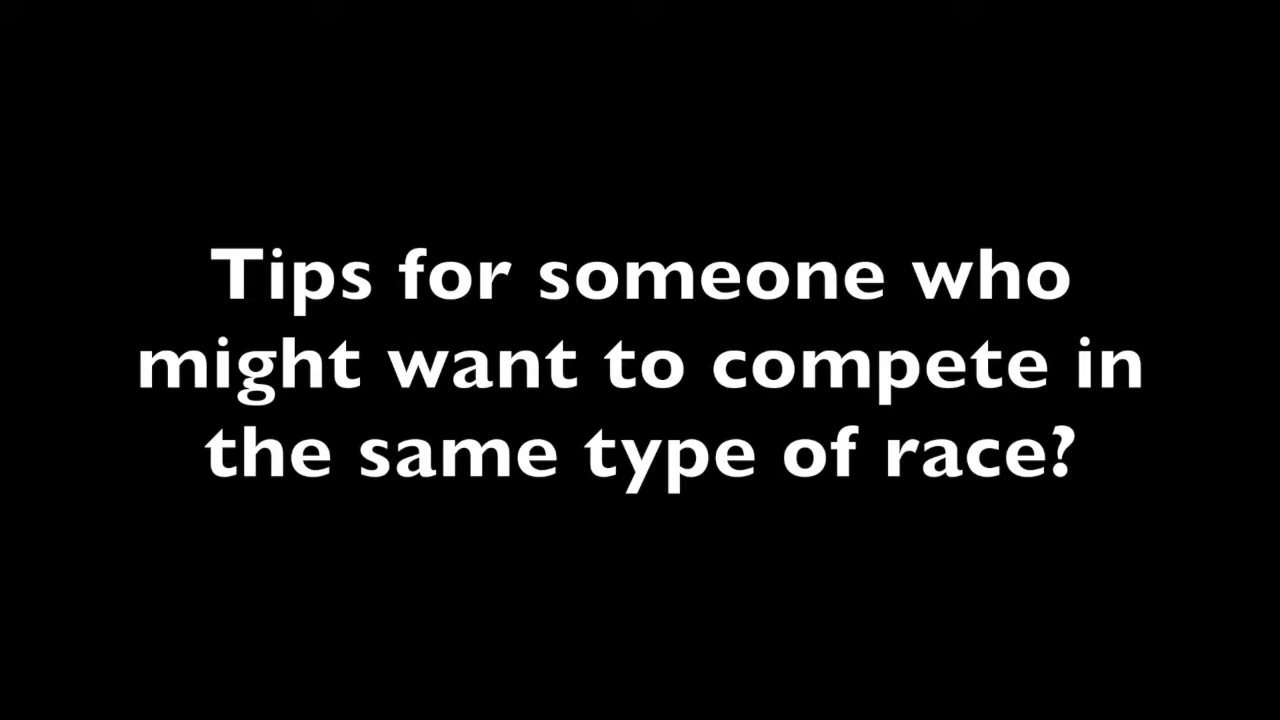 Tips for someone who
might want to compete in
the same type of race?